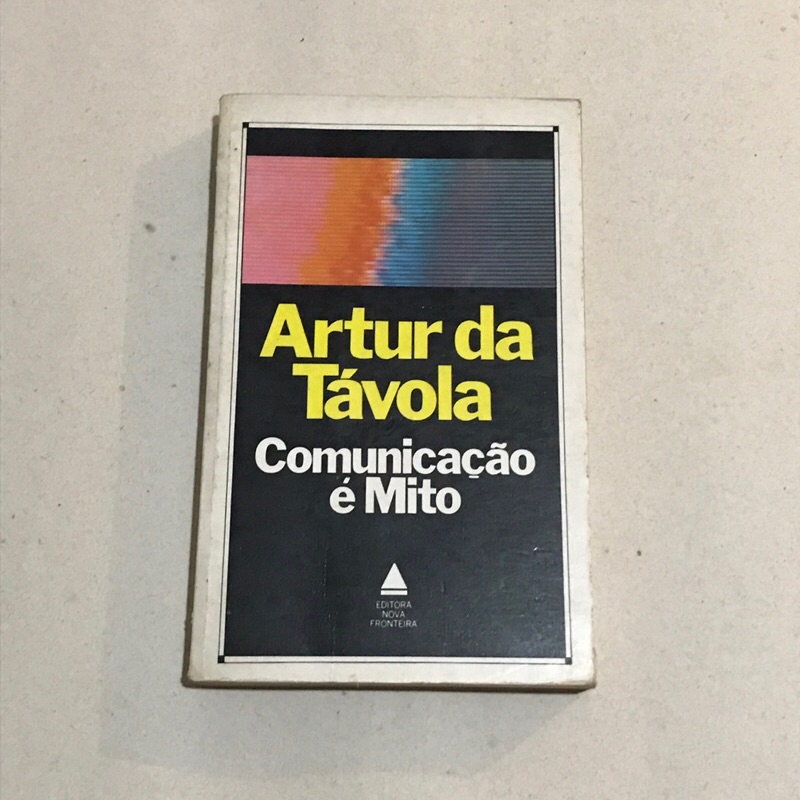 Artur da
Távola
Comunicação
é Mito
EDITORA
NOVA
FRONTEIRA